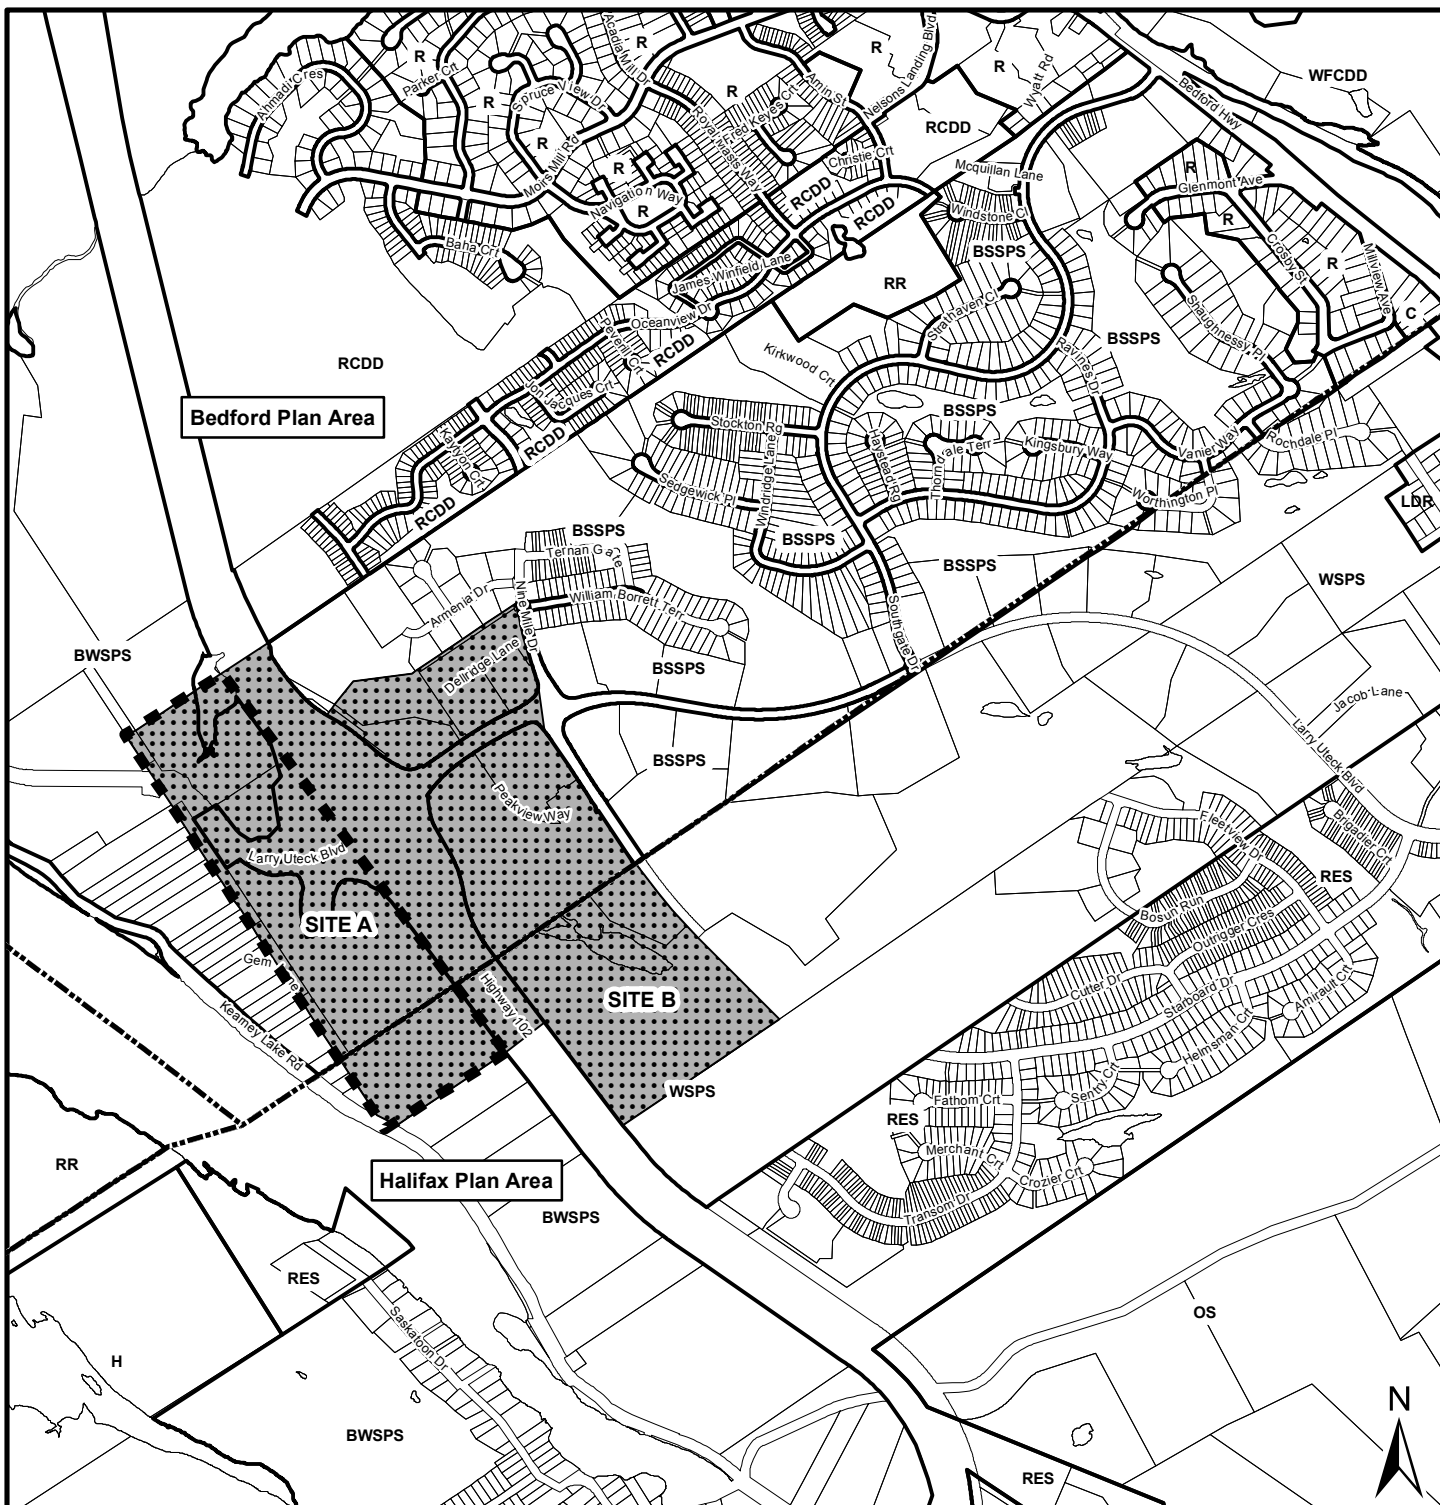 Acadia Mill Dr
R
R
R
R
Nelsons Landing Blvd
Wyatt Rd
WFCDD
Ahmadi Cres
Parker Crt
Spruce View Dr
R
R
Amin St
Bedford Hwy
Fred Keyes Crt
Royal Masts Way
RCDD
R
Moirs Mill Rd
R
Christie Crt
Mcquillan Lane
R
Glenmont Ave
RCDD
Navigation Way
R
RCDD
Windstone Cl
R
Baha Crt
BSSPS
Crosby St
R
Millview Ave
James Winfield Lane
RR
Strathaven C
Shaughnessy Pl
C
Oceanview Dr
Peveril Crt
RCDD
RCDD
Kirkwood Crt
Ravines Dr
BSSPS
Jon Jacques Crt
Bedford Plan Area
BSSPS
Stockton Rg
RCDD
Kanyon Crt
Haystead Rg
Thorndale Terr
Kingsbury Way
Vanier Way
Rochdale Pl
Sedgewick Pl
Windridge Lane
Worthington Pl
LDR
RCDD
BSSPS
BSSPS
Ternan Gate
BSSPS
WSPS
Nine Mile Dr
Armenia Dr
William Borrett Terr
Southgate Dr
BWSPS
Dellridge Lane
BSSPS
Jacob Lane
Larry Uteck Blvd
BSSPS
Peakview Way
Fleetview Dr
Brigadier Crt
Larry Uteck Blvd
RES
Bosun Run
SITE A
Outrigger Cres
Gem
Cutter Dr
Starboard Dr
Amirault Crt
Highway 102
SITE B
Kearney Lake Rd
Helmsman Crt
Sentry Crt
WSPS
Fathom Crt
RES
Merchant Crt
RR
Halifax Plan Area
Crozier Crt
Transom Dr
BWSPS
RES
Saskatoon Dr
OS
H
N
BWSPS
RES